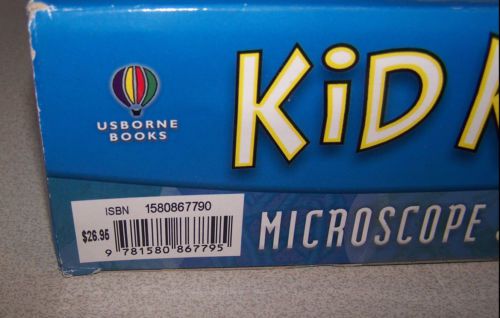 USBORNE
BOOKS
KiD K
ISBN 1580867790
$26.95
9 781580 867795
MICROSCOPE